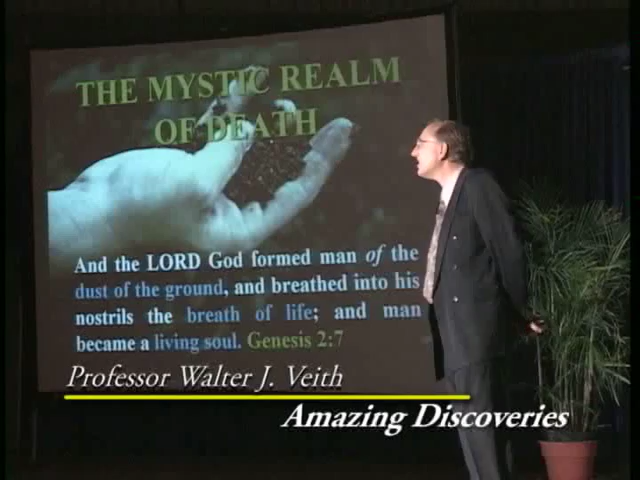 THE MYSTIC REALM
OF DEATH
And the LORD God formed man of the
dust of the ground, and breathed into his
nostrils the breath of life; and man
became a living soul. Genesis 2:7
Professor Walter J. Veith
Amazing Discoveries